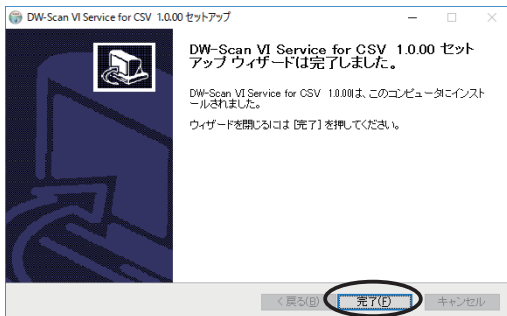 DW-Scan VI Service for CSV 1.0.00 セットアップ
DW-Scan VI Service for CSV 1.0.00 セット
アップ ウィザードは完了しました。
DW-Scan VI Service for CSV 1.0.00は、このコンピュータにインスト
ールされました。
ウィザードを閉じるには [完了] を押してください。
< 戻る(B)
完了(F)
キャンセル